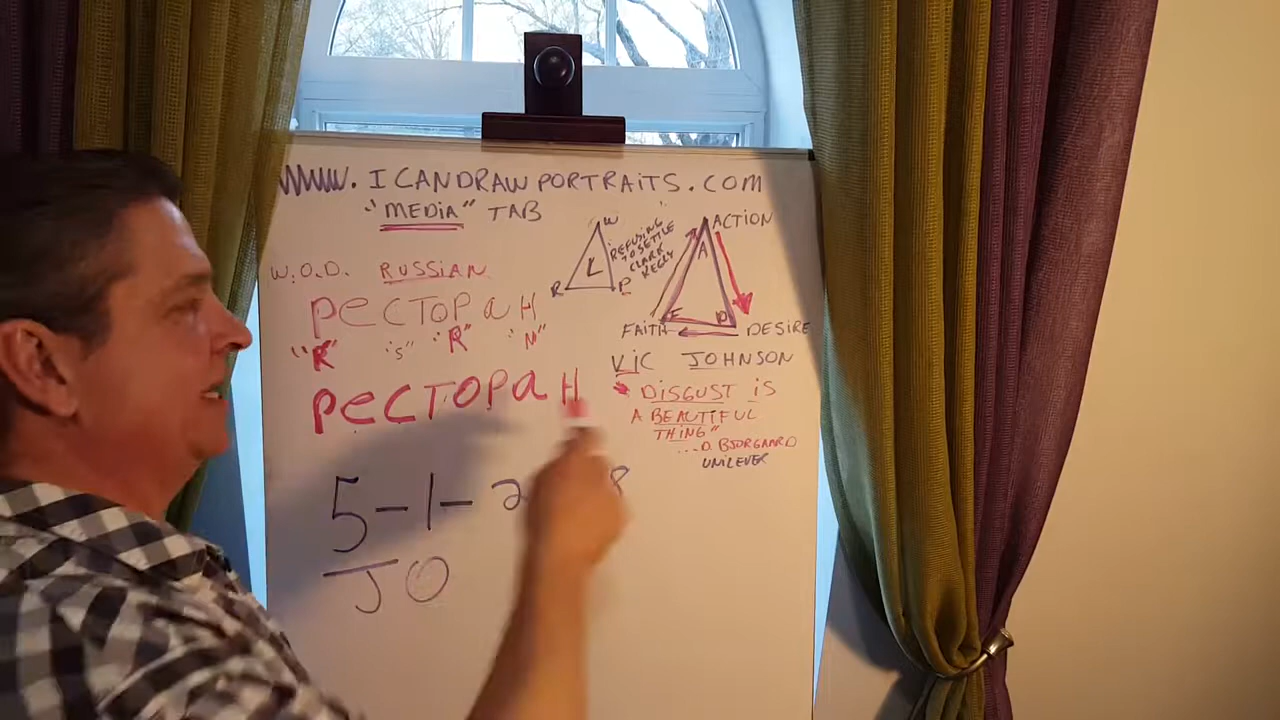 WWW.ICANDRAWPORTRAITS.COM
"MEDIA" TAB
W.O.D. RUSSIAN
ресторан
"R" "S" "R" "N"
ресторан
5-1-2 8
JO
W
L
R P
REFUSING
TO SETTLE
CLARK
KEGLY
ACTION
A
F D
FAITH DESIRE
VIC JOHNSON
* DISGUST IS
A BEAUTIFUL
THING"
...D. BJORGAARD
UNILEVER